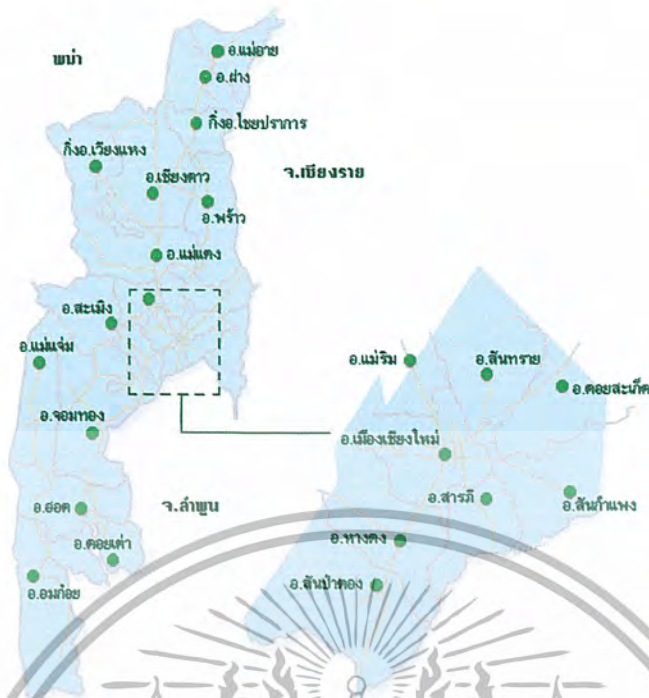 อ.แม่อาย
พม่า
อ.ฝาง
กิ่งอ.ไชยปราการ
กิ่งอ.เวียงแหง
อ.เชียงดาว
จ.เชียงราย
อ.พร้าว
อ.แม่แตง
อ.สะเมิง
อ.แม่แจ่ม
อ.จอมทอง
อ.ฮอด
จ.ลำพูน
อ.ดอยเต่า
อ.อมก๋อย
อ.แม่ริม
อ.สันทราย
อ.ดอยสะเก็ด
อ.เมืองเชียงใหม่
อ.สารภี
อ.สันกำแพง
อ.หางดง
อ.สันป่าตอง